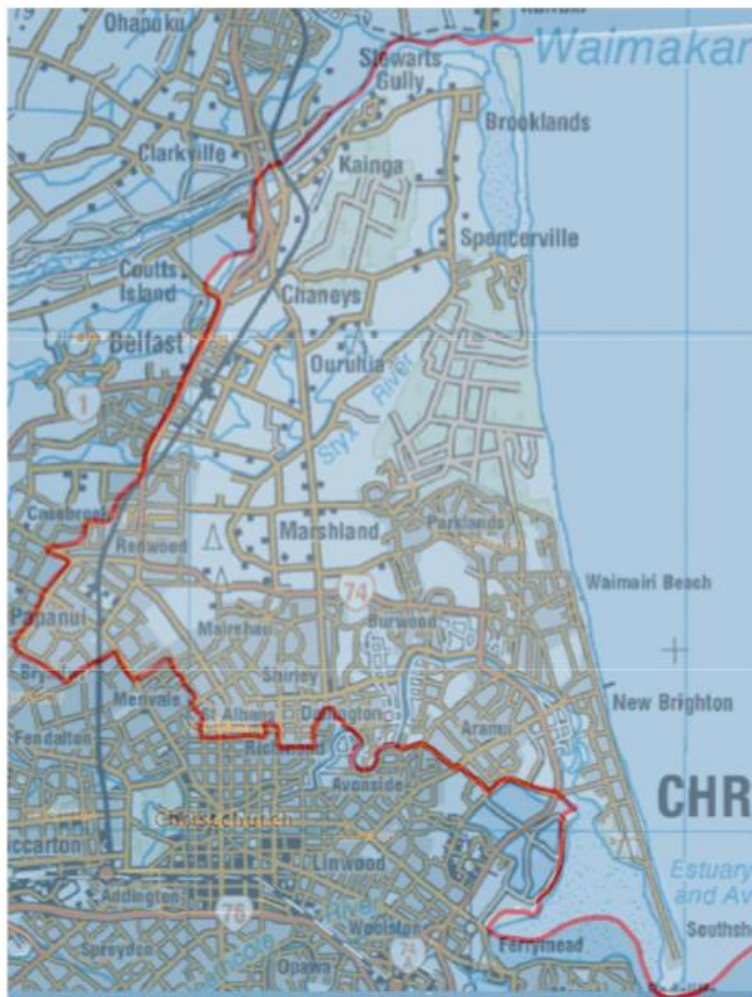 Ohapuku
Stewarts
Gully
Waimakar
Brooklands
Clarkville
Kainga
Spencerville
Coutts
Island
Chaneys
Belfast
Ouruhia
1
Styx River
Casebrook
Redwood
Marshland
Parklands
74
Waimairi Beach
Papanui
Mairehau
Burwood
Shirley
Merivale
New Brighton
St Albans
Dallington
Aranui
Fendalton
Richmond
Avonside
CHR
Christchurch
Linwood
Estuary
and Av
Addington
76
River
Woolston
Southsh
Ferrymead
74
Spreydon
Opawa